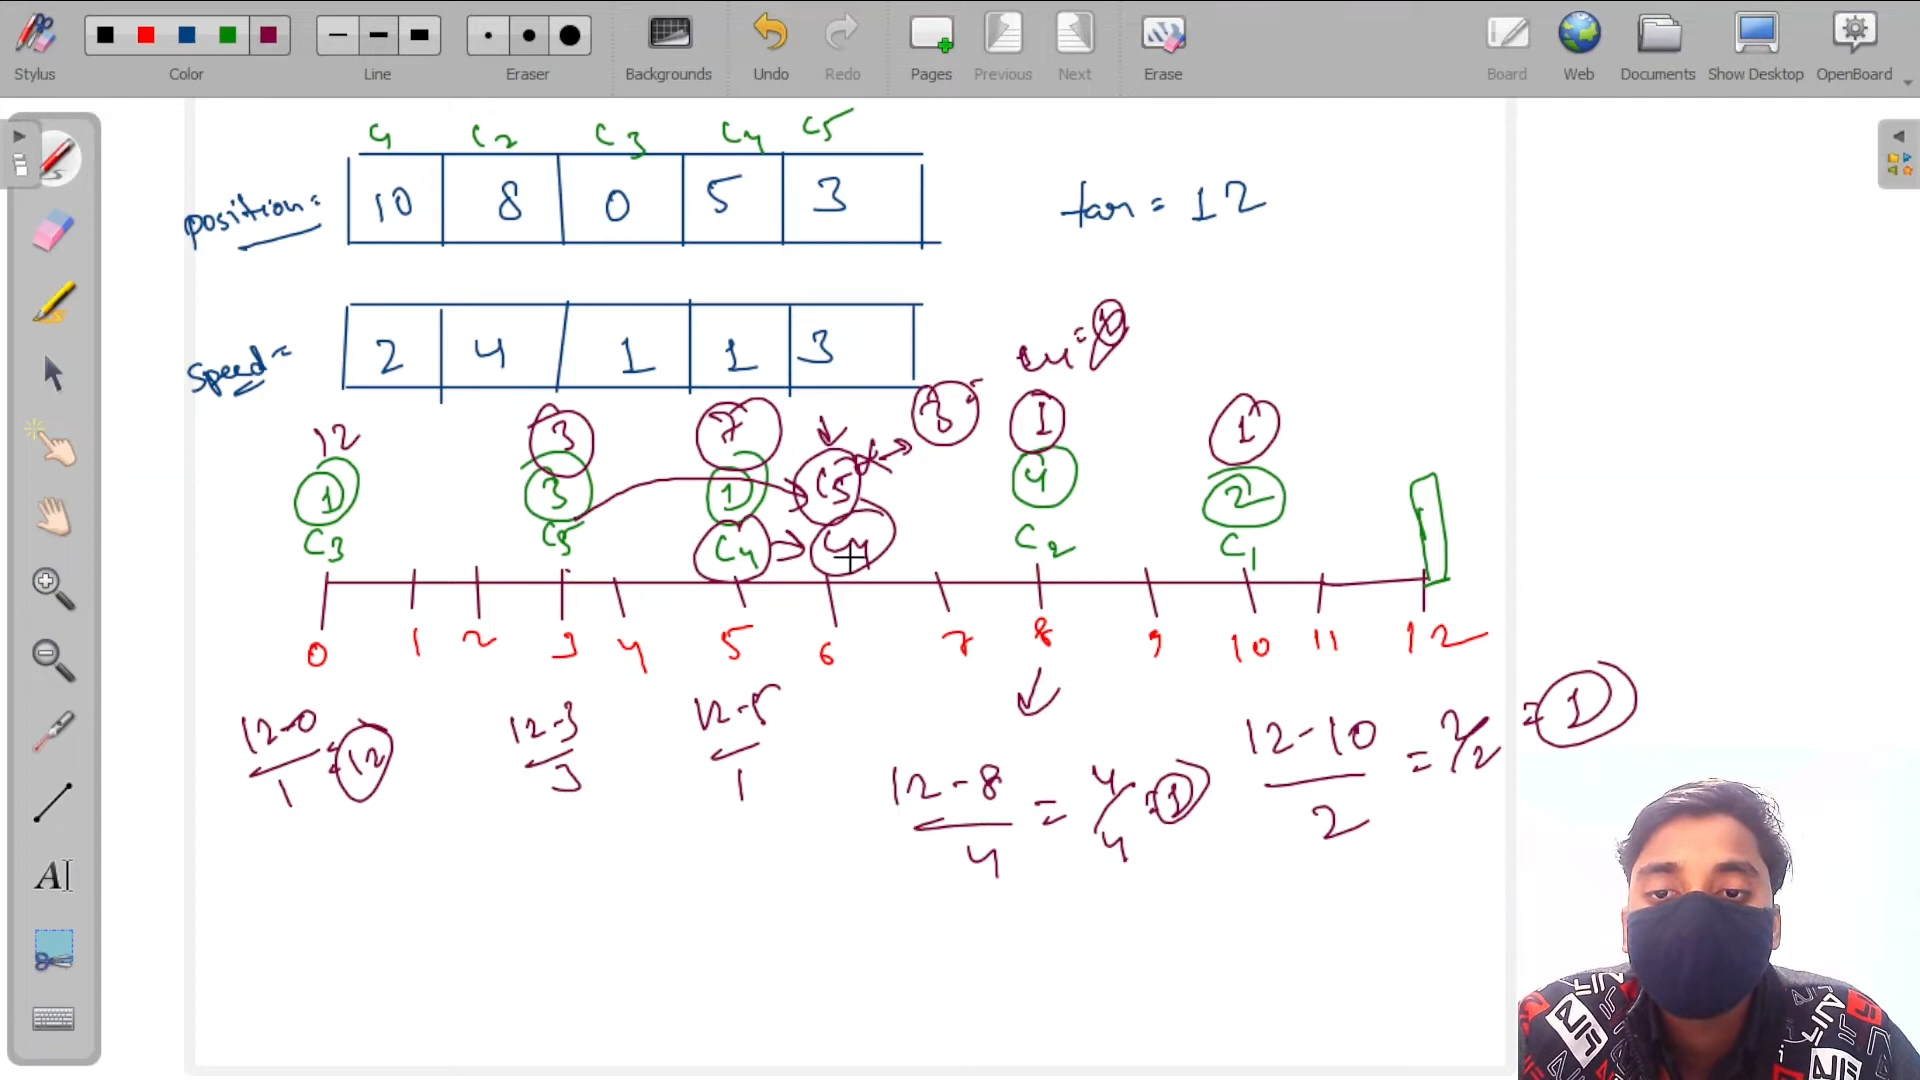 Stylus Color Line Eraser Backgrounds Undo Redo Pages Previous Next Erase Board Web Documents Show Desktop OpenBoard
C1 C2 C3 C4 C5
position = 10 8 0 5 3
tar = 12
speed = 2 4 1 1 3
12 3 7 3 1 1
1 3 1 C5 4 2
C3 C5 C4 C4 C2 C1
0 1 2 3 4 5 6 7 8 9 10 11 12
12-0
1
= 12
12-3
3
12-5
1
12-8
4
= 4/4 = 1
12-10
2
= 2/2 = 1
AI